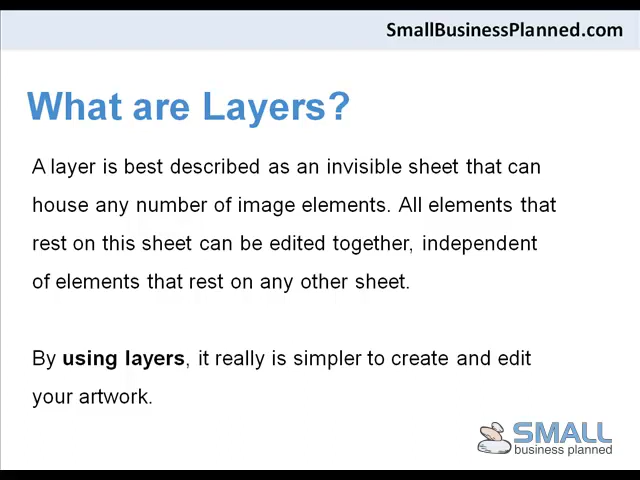 SmallBusinessPlanned.com
What are Layers?
A layer is best described as an invisible sheet that can
house any number of image elements. All elements that
rest on this sheet can be edited together, independent
of elements that rest on any other sheet.
By using layers, it really is simpler to create and edit
your artwork.
SMALL
business planned